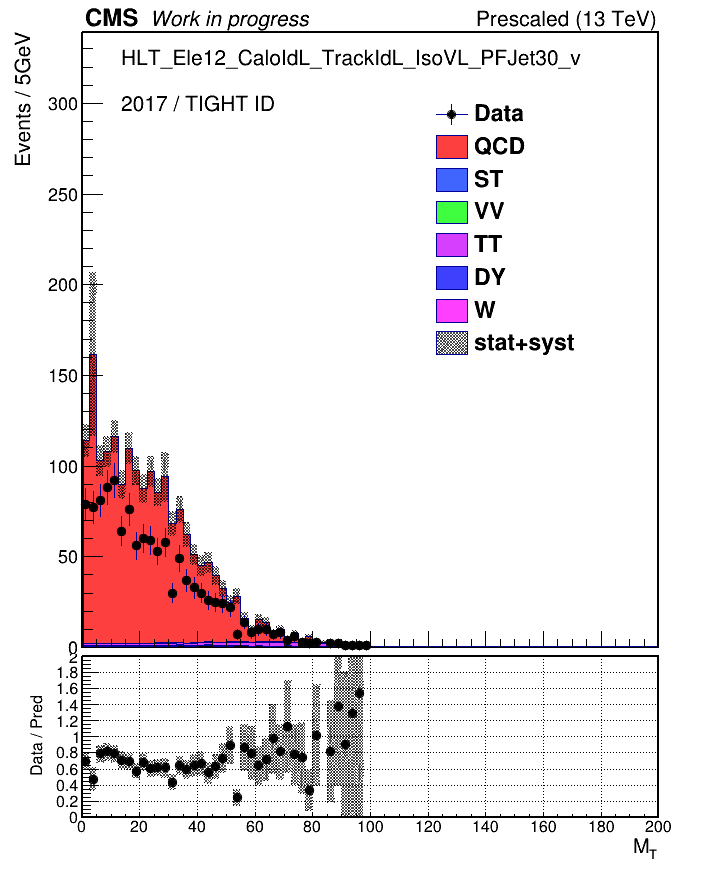 CMS Work in progress Prescaled (13 TeV)
Events / 5GeV
HLT_Ele12_CaloIdL_TrackIdL_IsoVL_PFJet30_v
2017 / TIGHT ID
Data
QCD
ST
VV
TT
DY
W
stat+syst
300
250
200
150
100
50
0
Data / Pred
2
1.8
1.6
1.4
1.2
1
0.8
0.6
0.4
0.2
0
0 20 40 60 80 100 120 140 160 180 200
M_T